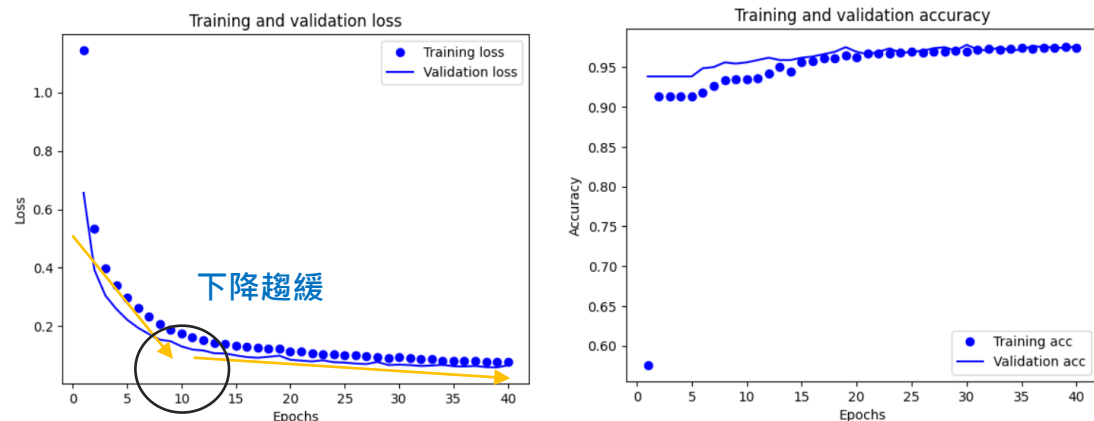 Training and validation loss
Training loss
Validation loss
1.0
0.8
0.6
0.4
0.2
Loss
下降趨緩
0 5 10 15 20 25 30 35 40
Epochs
Training and validation accuracy
0.95
0.90
0.85
0.80
0.75
0.70
0.65
0.60
Accuracy
Training acc
Validation acc
0 5 10 15 20 25 30 35 40
Epochs